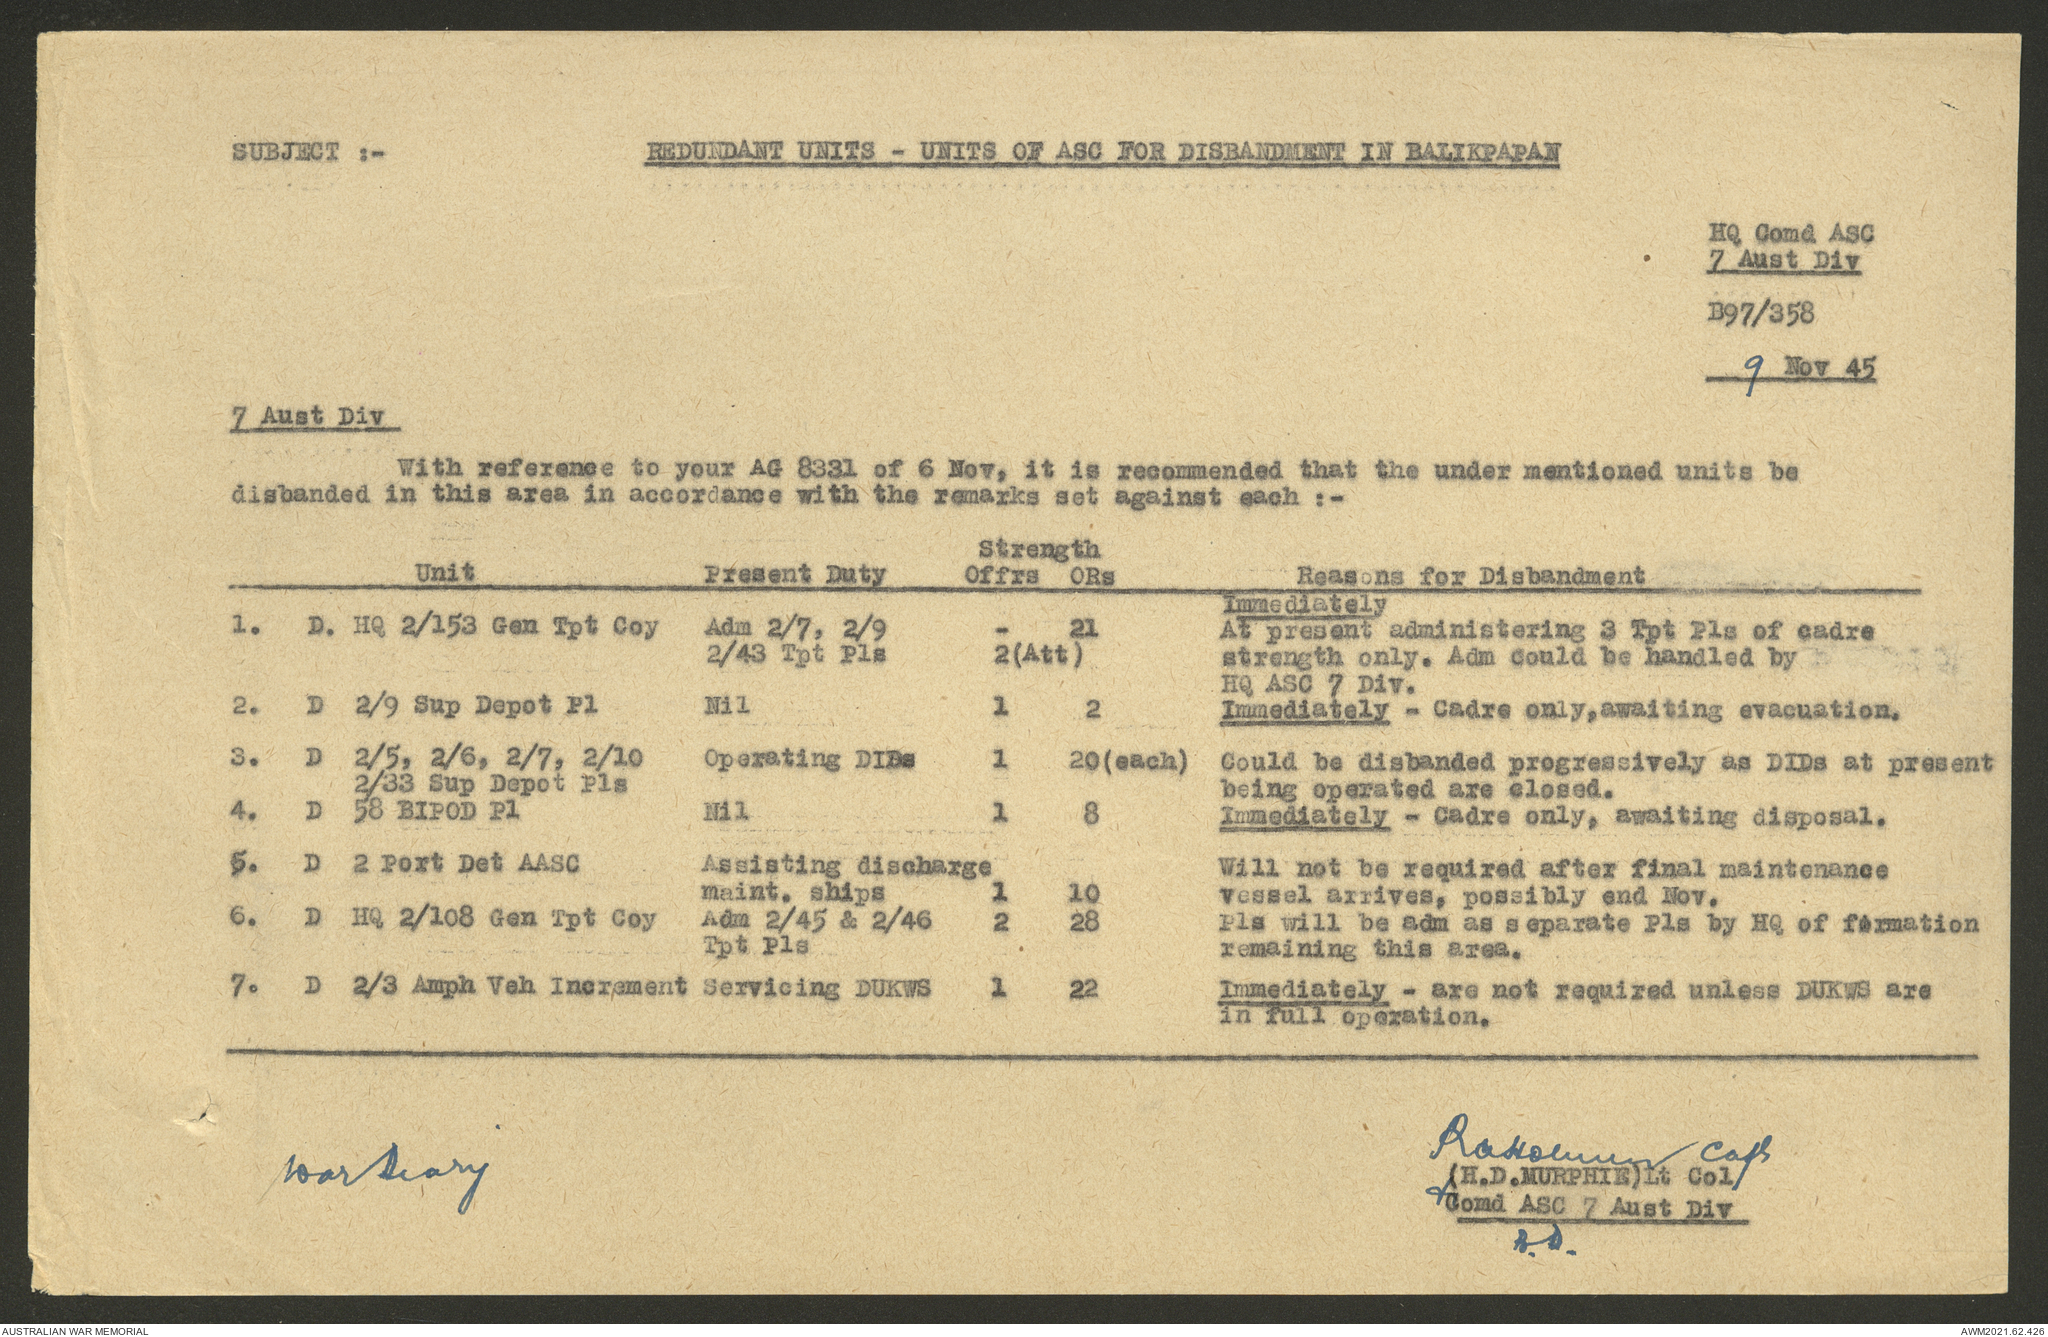 SUBJECT :- REDUNDANT UNITS - UNITS OF ASC FOR DISBANDMENT IN BALIKPAPAN
HQ Comd ASC
7 Aust Div
B97/358
9 Nov 45
7 Aust Div
With reference to your AG 8331 of 6 Nov, it is recommended that the under mentioned units be
disbanded in this area in accordance with the remarks set against each :-
Strength
Unit Present Duty Offrs ORs Reasons for Disbandment
Immediately
1. D. HQ 2/153 Gen Tpt Coy Adm 2/7, 2/9 - 21 At present administering 3 Tpt Pls of cadre
2/43 Tpt Pls 2(Att) strength only. Adm could be handled by
HQ ASC 7 Div.
2. D 2/9 Sup Depot Pl Nil 1 2 Immediately - Cadre only,awaiting evacuation.
3. D 2/5, 2/6, 2/7, 2/10 Operating DIDs 1 20(each) Could be disbanded progressively as DIDs at present
2/33 Sup Depot Pls being operated are closed.
4. D 58 BIPOD Pl Nil 1 8 Immediately - Cadre only, awaiting disposal.
5. D 2 Port Det AASC Assisting discharge Will not be required after final maintenance
maint. ships 1 10 vessel arrives, possibly end Nov.
6. D HQ 2/108 Gen Tpt Coy Adm 2/45 & 2/46 2 28 Pls will be adm as separate Pls by HQ of formation
Tpt Pls remaining this area.
7. D 2/3 Amph Veh Increment Servicing DUKWS 1 22 Immediately - are not required unless DUKWS are
in full operation.
War Diary
Capt
(H.D.MURPHIE)Lt Col
Comd ASC 7 Aust Div
AUSTRALIAN WAR MEMORIAL
AWM2021.62.426